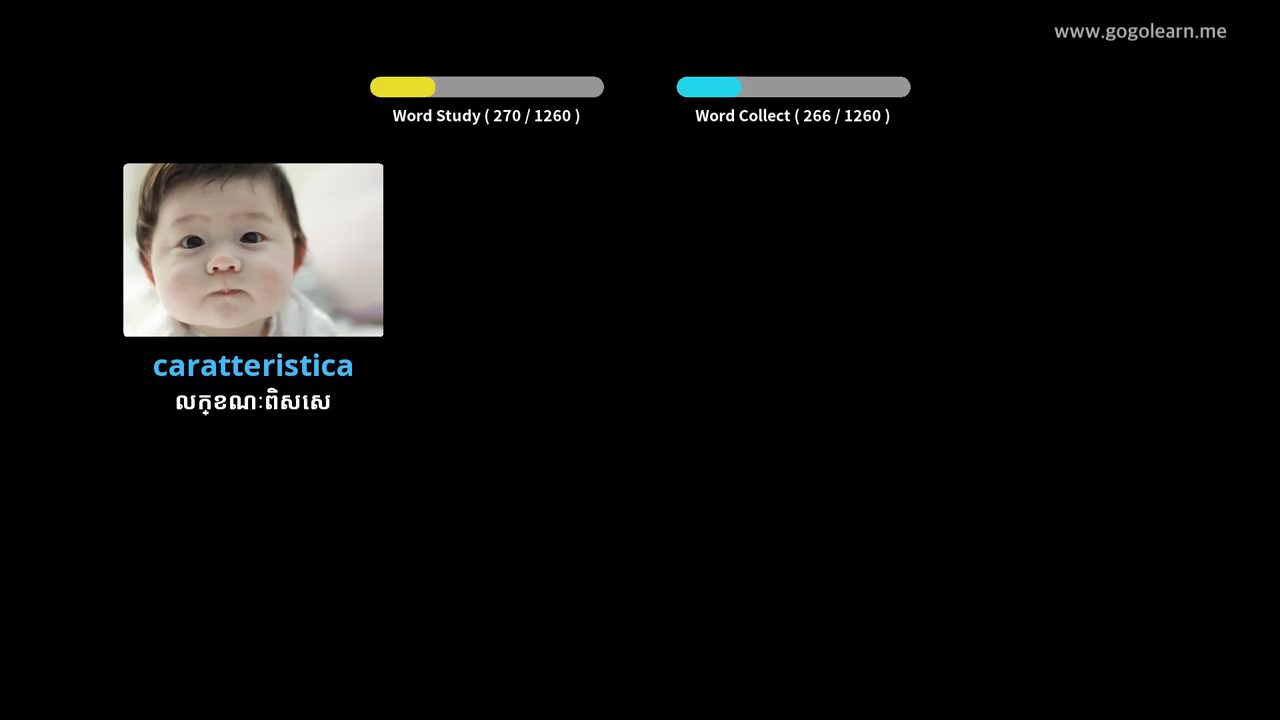 www.gogolearn.me
Word Study ( 270 / 1260 )
Word Collect ( 266 / 1260 )
caratteristica
លក្ខណៈពិសសេ